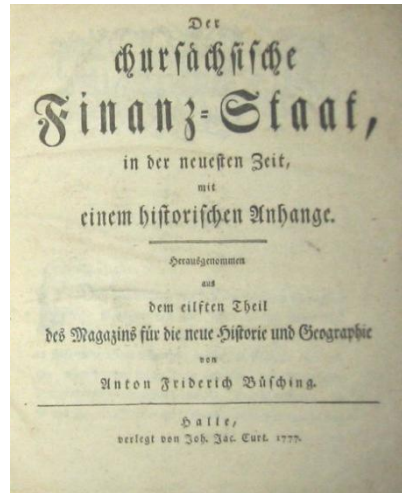 Der
chursächsische
Finanz-Staat,
in der neuesten Zeit,
mit
einem historischen Anhange.
Herausgenommen
aus
dem eilften Theil
des Magazins für die neue Historie und Geographie
von
Anton Friderich Büsching.
Halle,
verlegt von Joh. Jac. Curt. 1777.